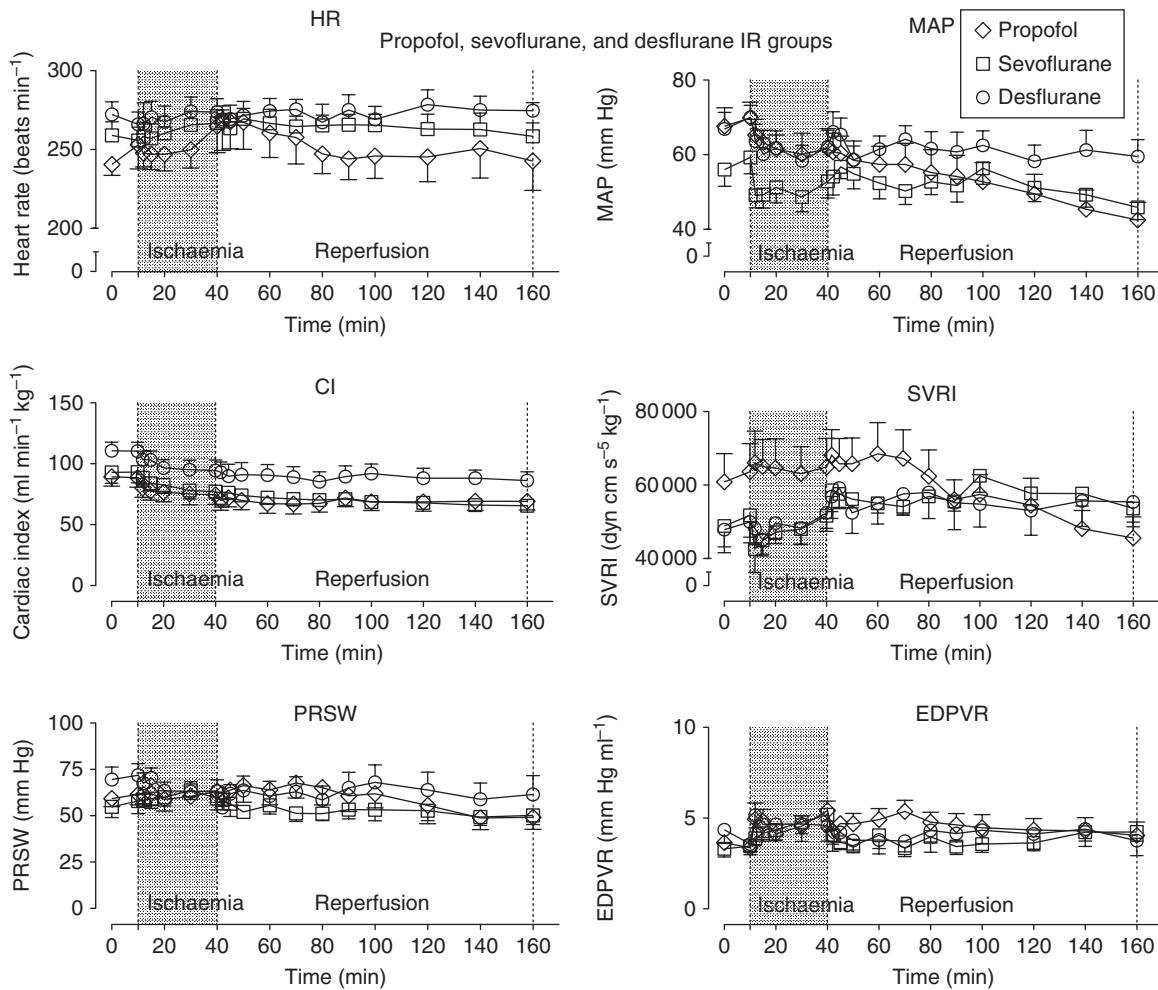 HR
Propofol, sevoflurane, and desflurane IR groups
MAP
Propofol
Sevoflurane
Desflurane
Heart rate (beats min⁻¹)
300
250
200
0
Ischaemia
Reperfusion
0 20 40 60 80 100 120 140 160
Time (min)
MAP (mm Hg)
80
60
40
0
Ischaemia
Reperfusion
0 20 40 60 80 100 120 140 160
Time (min)
CI
Cardiac index (ml min⁻¹ kg⁻¹)
150
100
50
0
Ischaemia
Reperfusion
0 20 40 60 80 100 120 140 160
Time (min)
SVRI
SVRI (dyn cm s⁻⁵ kg⁻¹)
80 000
60 000
40 000
0
Ischaemia
Reperfusion
0 20 40 60 80 100 120 140 160
Time (min)
PRSW
PRSW (mm Hg)
100
75
50
25
0
Ischaemia
Reperfusion
0 20 40 60 80 100 120 140 160
Time (min)
EDPVR
EDPVR (mm Hg ml⁻¹)
10
5
0
Ischaemia
Reperfusion
0 20 40 60 80 100 120 140 160
Time (min)